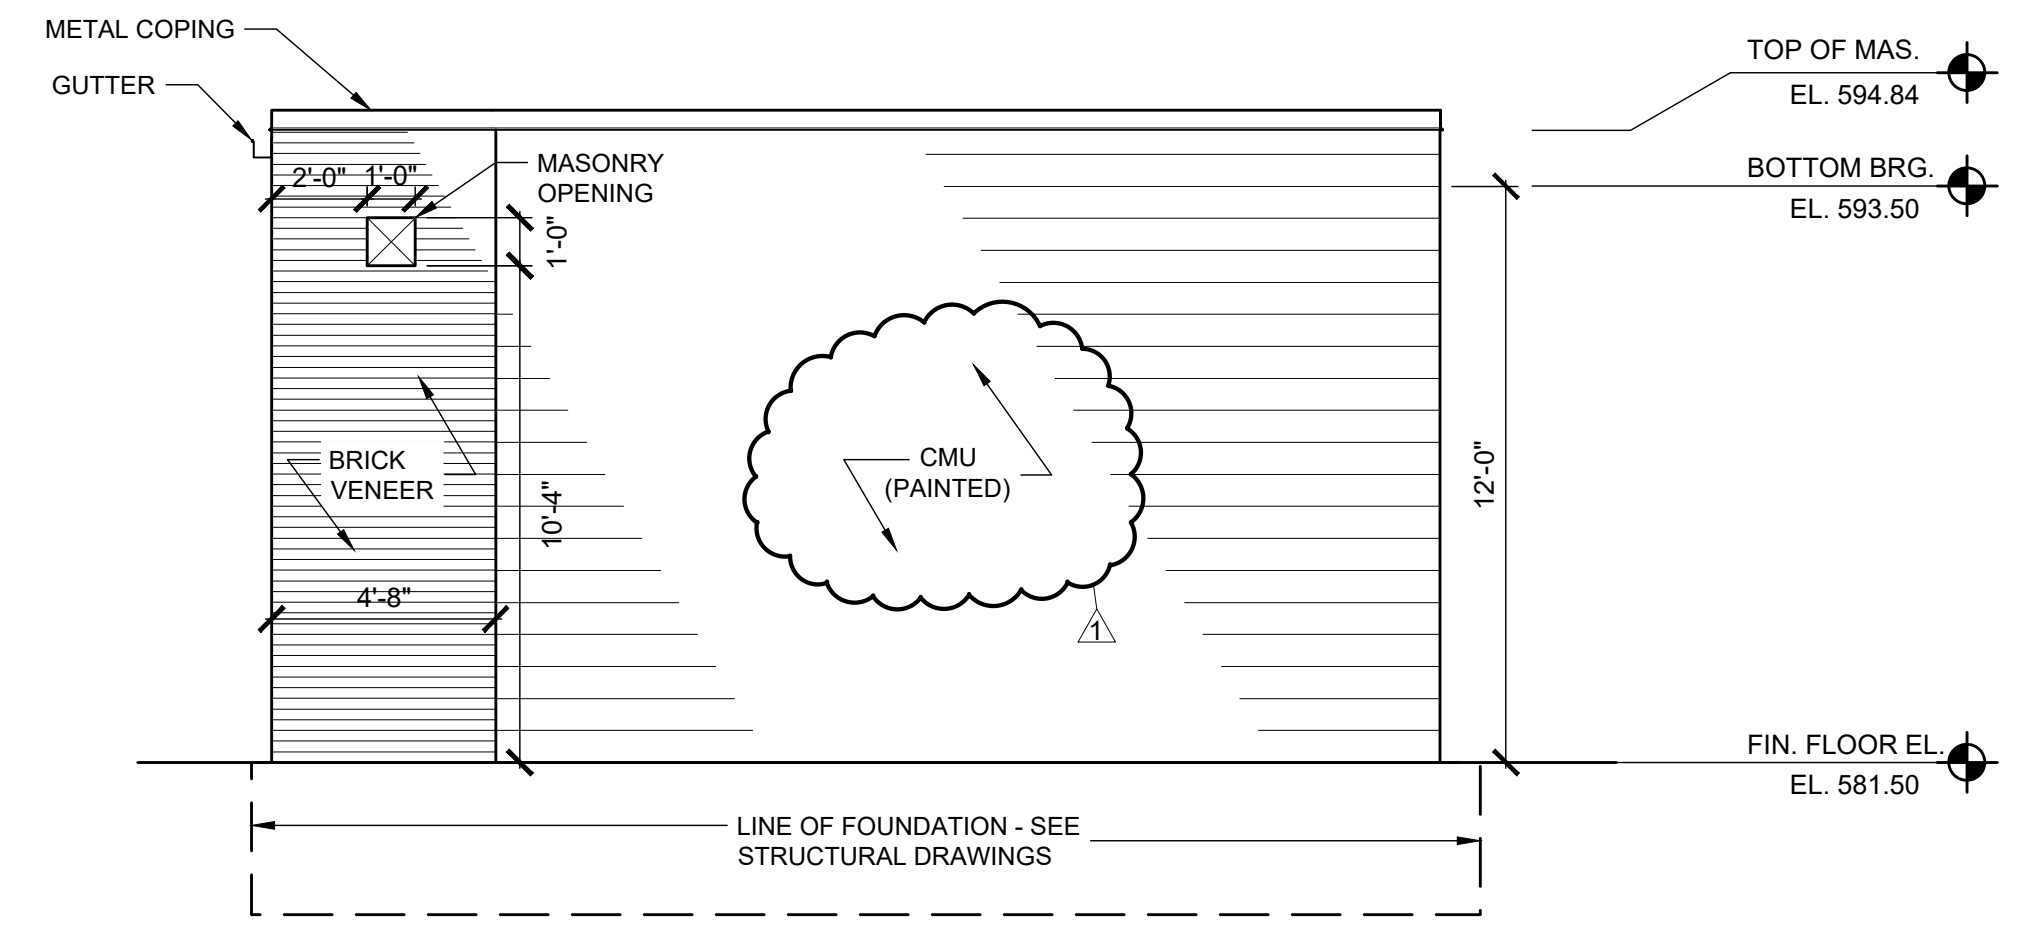 METAL COPING
GUTTER
TOP OF MAS.
EL. 594.84
MASONRY
OPENING
BOTTOM BRG.
EL. 593.50
2'-0"
1'-0"
1'-0"
BRICK
VENEER
CMU
(PAINTED)
10'-4"
12'-0"
4'-8"
1
FIN. FLOOR EL.
EL. 581.50
LINE OF FOUNDATION - SEE
STRUCTURAL DRAWINGS